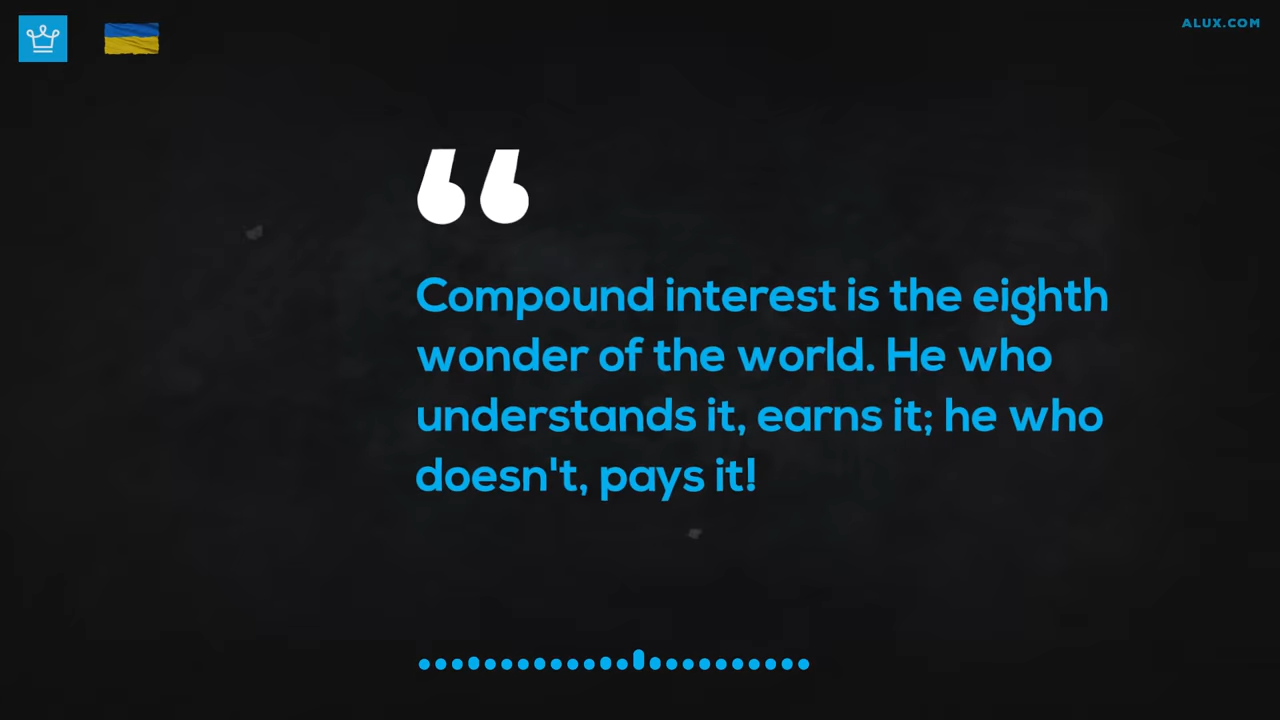 ALUX.COM
“
Compound interest is the eighth
wonder of the world. He who
understands it, earns it; he who
doesn't, pays it!